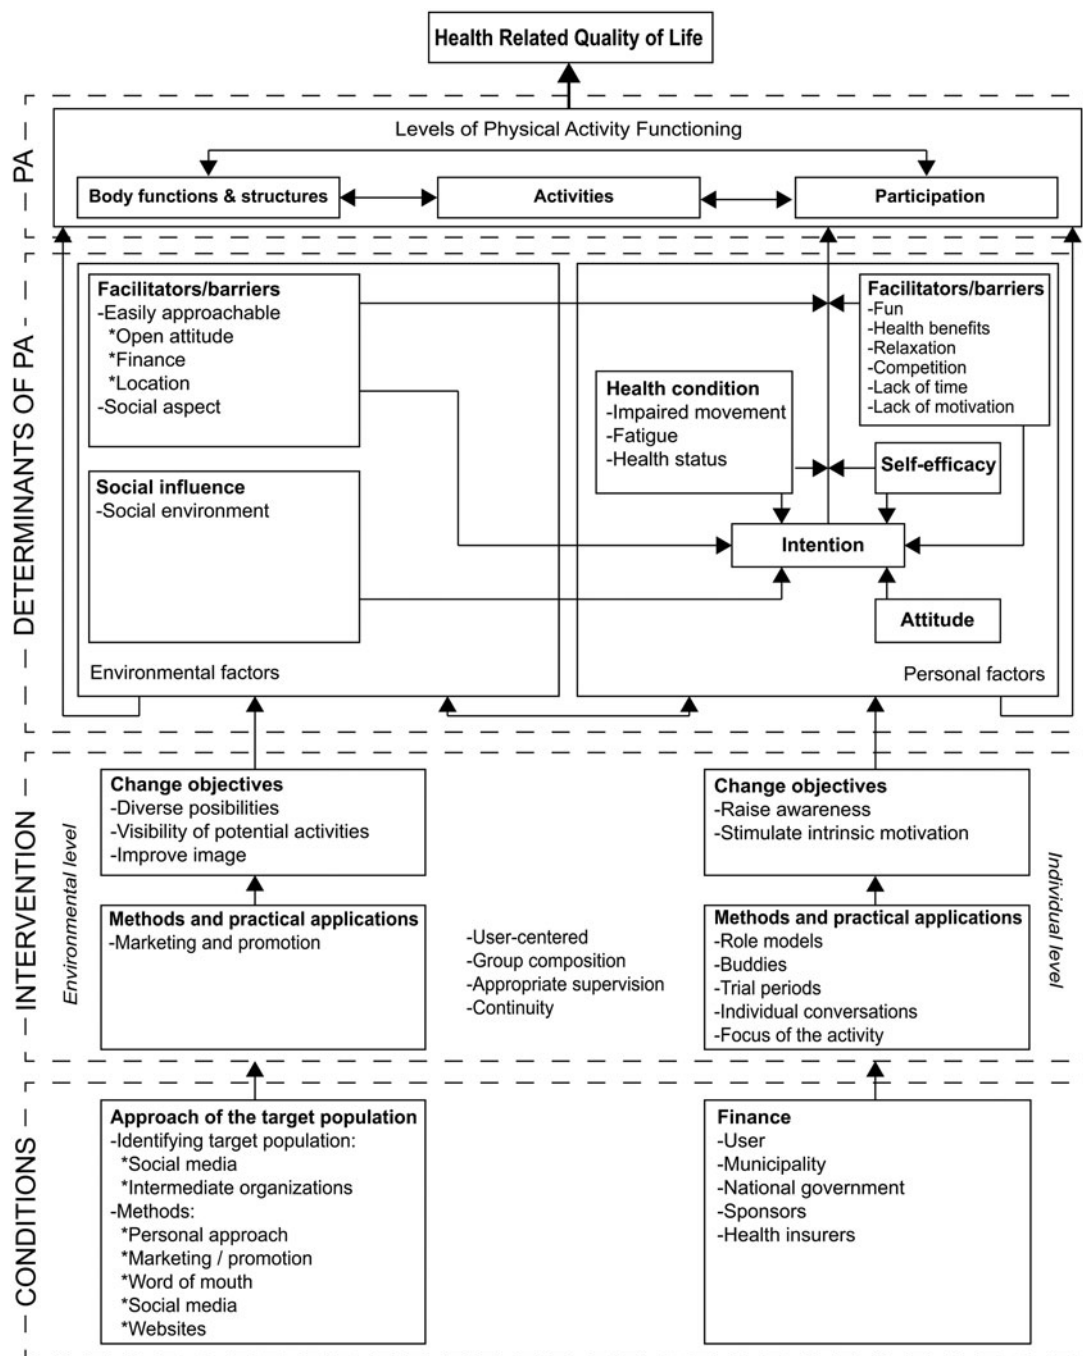 Health Related Quality of Life
PA
Levels of Physical Activity Functioning
Body functions & structures
Activities
Participation
DETERMINANTS OF PA
Facilitators/barriers
-Easily approachable
*Open attitude
*Finance
*Location
-Social aspect
Social influence
-Social environment
Environmental factors
Facilitators/barriers
-Fun
-Health benefits
-Relaxation
-Competition
-Lack of time
-Lack of motivation
Health condition
-Impaired movement
-Fatigue
-Health status
Self-efficacy
Intention
Attitude
Personal factors
INTERVENTION
Environmental level
Change objectives
-Diverse posibilities
-Visibility of potential activities
-Improve image
Methods and practical applications
-Marketing and promotion
-User-centered
-Group composition
-Appropriate supervision
-Continuity
Change objectives
-Raise awareness
-Stimulate intrinsic motivation
Methods and practical applications
-Role models
-Buddies
-Trial periods
-Individual conversations
-Focus of the activity
Individual level
CONDITIONS
Approach of the target population
-Identifying target population:
*Social media
*Intermediate organizations
-Methods:
*Personal approach
*Marketing / promotion
*Word of mouth
*Social media
*Websites
Finance
-User
-Municipality
-National government
-Sponsors
-Health insurers